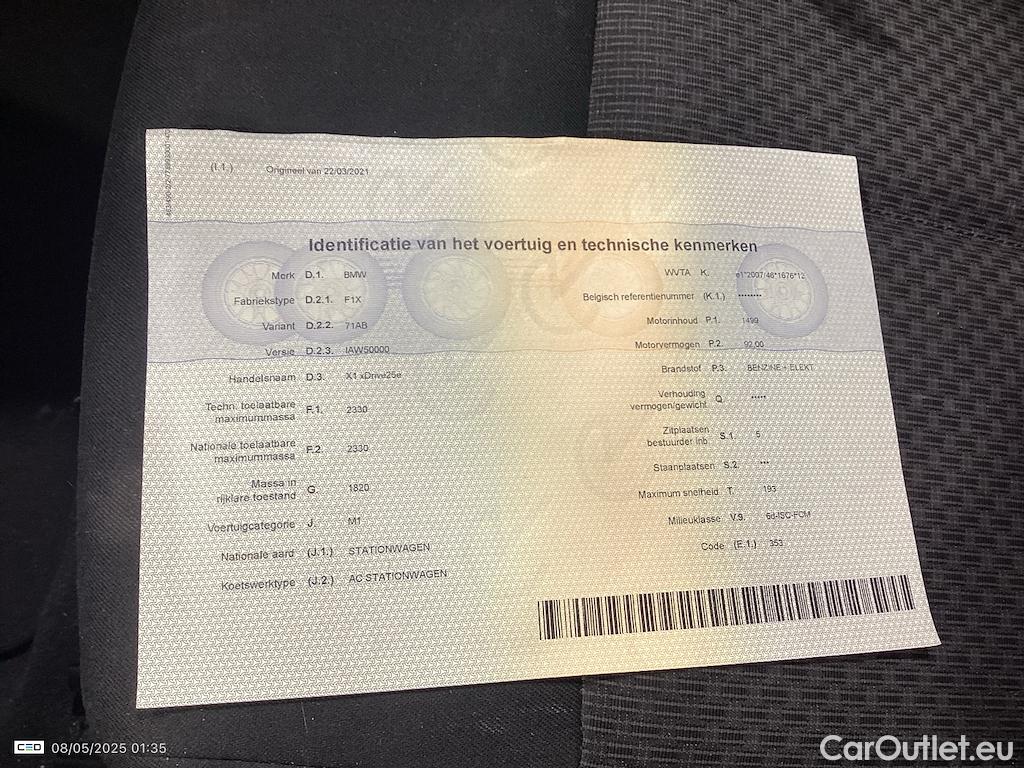 (I.1.) Origineel van 22/03/2021
Identificatie van het voertuig en technische kenmerken
Merk D.1. BMW
Fabriekstype D.2.1. F1X
Variant D.2.2. 71AB
Versie D.2.3. IAW50000
Handelsnaam D.3. X1 xDrive25e
Techn. toelaatbare
maximummassa F.1. 2330
Nationale toelaatbare
maximummassa F.2. 2330
Massa in
rijklare toestand G. 1820
Voertuigcategorie J. M1
Nationale aard (J.1.) STATIONWAGEN
Koetswerktype (J.2.) AC STATIONWAGEN
WVTA K. e1*2007/46*1676*12
Belgisch referentienummer (K.1.) ********
Motorinhoud P.1. 1499
Motorvermogen P.2. 92,00
Brandstof P.3. BENZINE + ELEKT
Verhouding
vermogen/gewicht Q. *****
Zitplaatsen
bestuurder inb. S.1. 5
Staanplaatsen S.2. ***
Maximum snelheid T. 193
Milieuklasse V.9. 6d-ISC-FCM
Code (E.1.) 353
CEO 08/05/2025 01:35
CarOutlet.eu